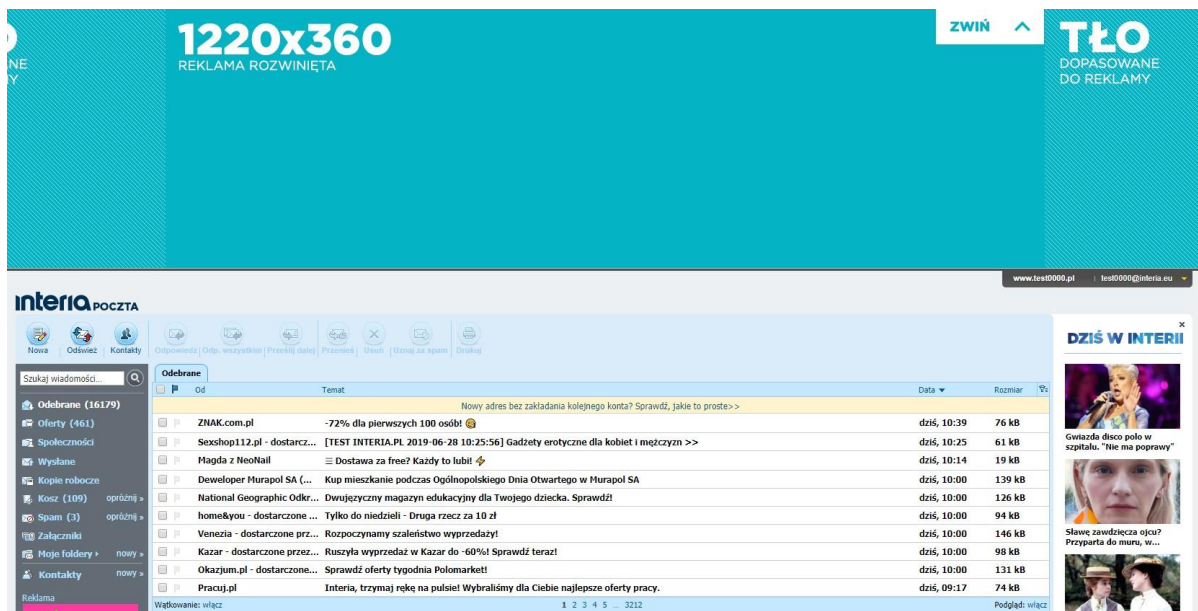 1220x360
REKLAMA ROZWINIĘTA
ZWIŃ
TŁO
DOPASOWANE
DO REKLAMY
www.test0000.pl | test0000@interia.eu
interia POCZTA
Nowa | Odśwież | Kontakty
Odpowiedz | Odp. wszystkim | Prześlij dalej | Przenieś | Usuń | Uznaj za spam | Drukuj
DZIŚ W INTERII
x
Szukaj wiadomości...
Odebrane (16179)
Oferty (461)
Społeczności
Wysłane
Kopie robocze
Kosz (109) opróżnij »
Spam (3) opróżnij »
Załączniki
Moje foldery nowy »
Kontakty nowy »
Reklama
Odebrane
Od Temat Data Rozmiar
Nowy adres bez zakładania kolejnego konta? Sprawdź, jakie to proste>>
ZNAK.com.pl -72% dla pierwszych 100 osób! dziś, 10:39 76 kB
Sexshop112.pl - dostarcz... [TEST INTERIA.PL 2019-06-28 10:25:56] Gadżety erotyczne dla kobiet i mężczyzn >> dziś, 10:25 61 kB
Magda z NeoNail Dostawa za free? Każdy to lubi! dziś, 10:14 19 kB
Deweloper Murapol SA (... Kup mieszkanie podczas Ogólnopolskiego Dnia Otwartego w Murapol SA dziś, 10:00 139 kB
National Geographic Odkr... Dwujęzyczny magazyn edukacyjny dla Twojego dziecka. Sprawdź! dziś, 10:00 126 kB
home&you - dostarczone ... Tylko do niedzieli - Druga rzecz za 10 zł dziś, 10:00 94 kB
Venezia - dostarczone prz... Rozpoczynamy szaleństwo wyprzedaży! dziś, 10:00 146 kB
Kazar - dostarczone przez... Ruszyła wyprzedaż w Kazar do -60%! Sprawdź teraz! dziś, 10:00 98 kB
Okazjum.pl - dostarczone... Sprawdź oferty tygodnia Polomarket! dziś, 10:00 131 kB
Pracuj.pl Interia, trzymaj rękę na pulsie! Wybraliśmy dla Ciebie najlepsze oferty pracy. dziś, 09:17 74 kB
Wątkowanie: włącz 1 2 3 4 5 ... 3212 Podgląd: włącz
Gwiazda disco polo w
szpitalu. "Nie ma poprawy"
Sławę zawdzięcza ojcu?
Przyparta do muru, w...